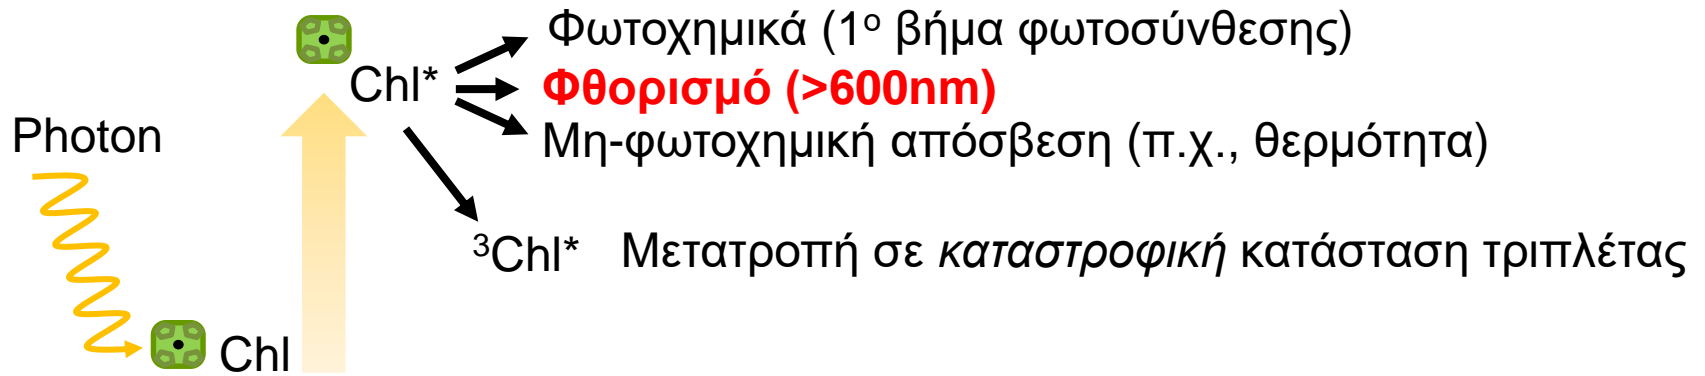 Φωτοχημικά (1ο βήμα φωτοσύνθεσης)
Chl*
Φθορισμό (>600nm)
Photon
Μη-φωτοχημική απόσβεση (π.χ., θερμότητα)
3Chl* Μετατροπή σε καταστροφική κατάσταση τριπλέτας
Chl